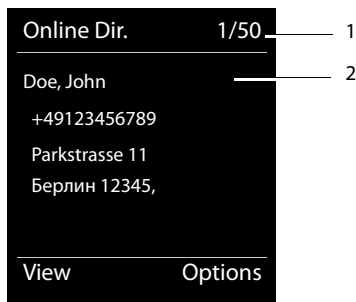 Online Dir. 1/50 1
2
Doe, John
+49123456789
Parkstrasse 11
Берлин 12345,
View Options